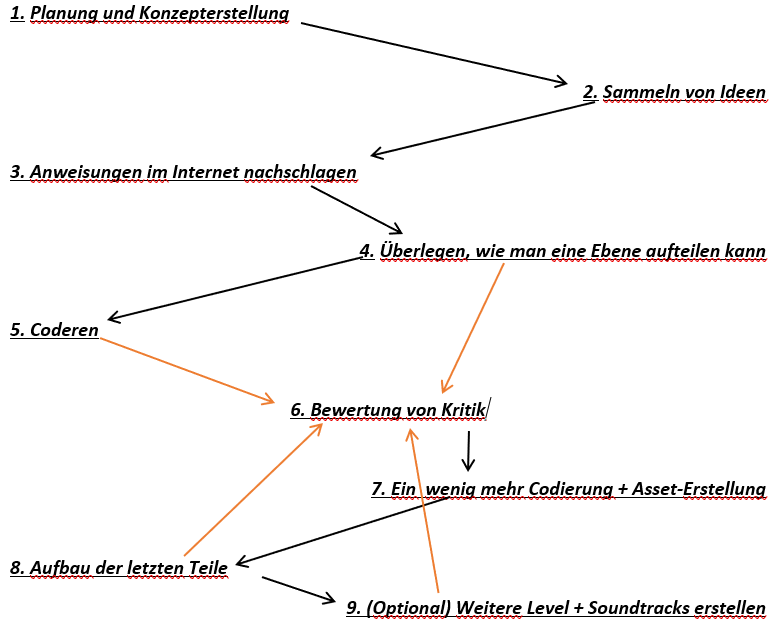 1. Planung und Konzepterstellung
2. Sammeln von Ideen
3. Anweisungen im Internet nachschlagen
4. Überlegen, wie man eine Ebene aufteilen kann
5. Coderen
6. Bewertung von Kritik
7. Ein wenig mehr Codierung + Asset-Erstellung
8. Aufbau der letzten Teile
9. (Optional) Weitere Level + Soundtracks erstellen